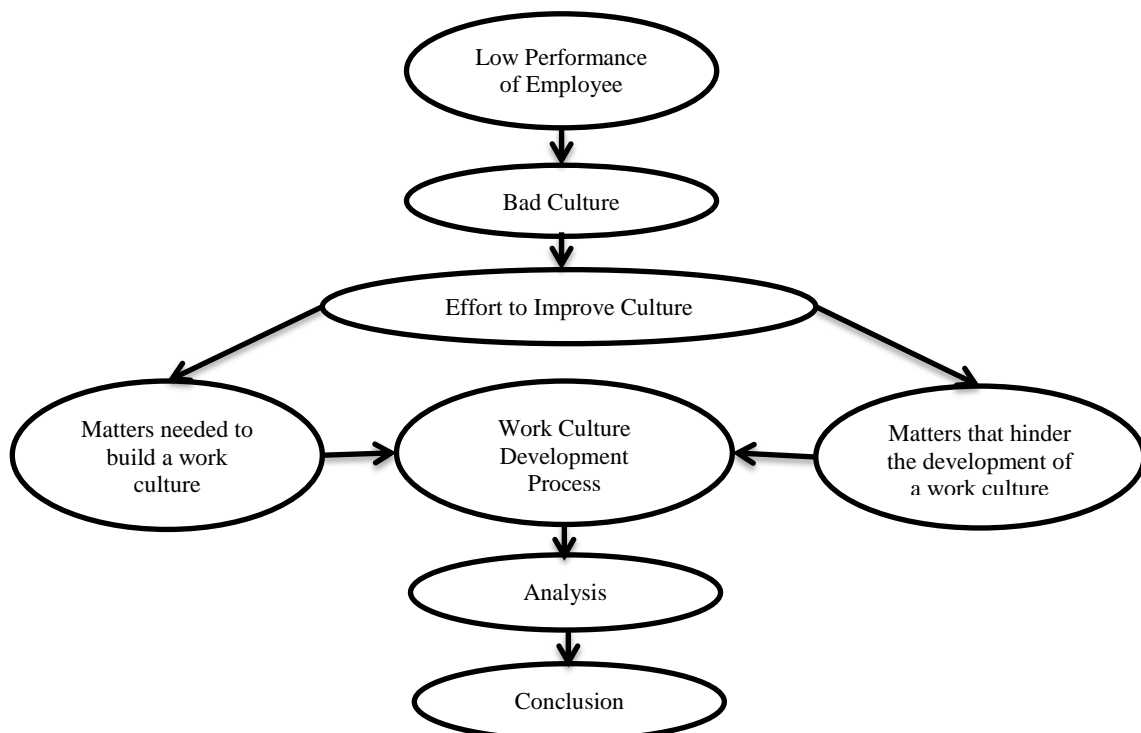 Low Performance
of Employee
Bad Culture
Effort to Improve Culture
Matters needed to
build a work
culture
Work Culture
Development
Process
Matters that hinder
the development of
a work culture
Analysis
Conclusion